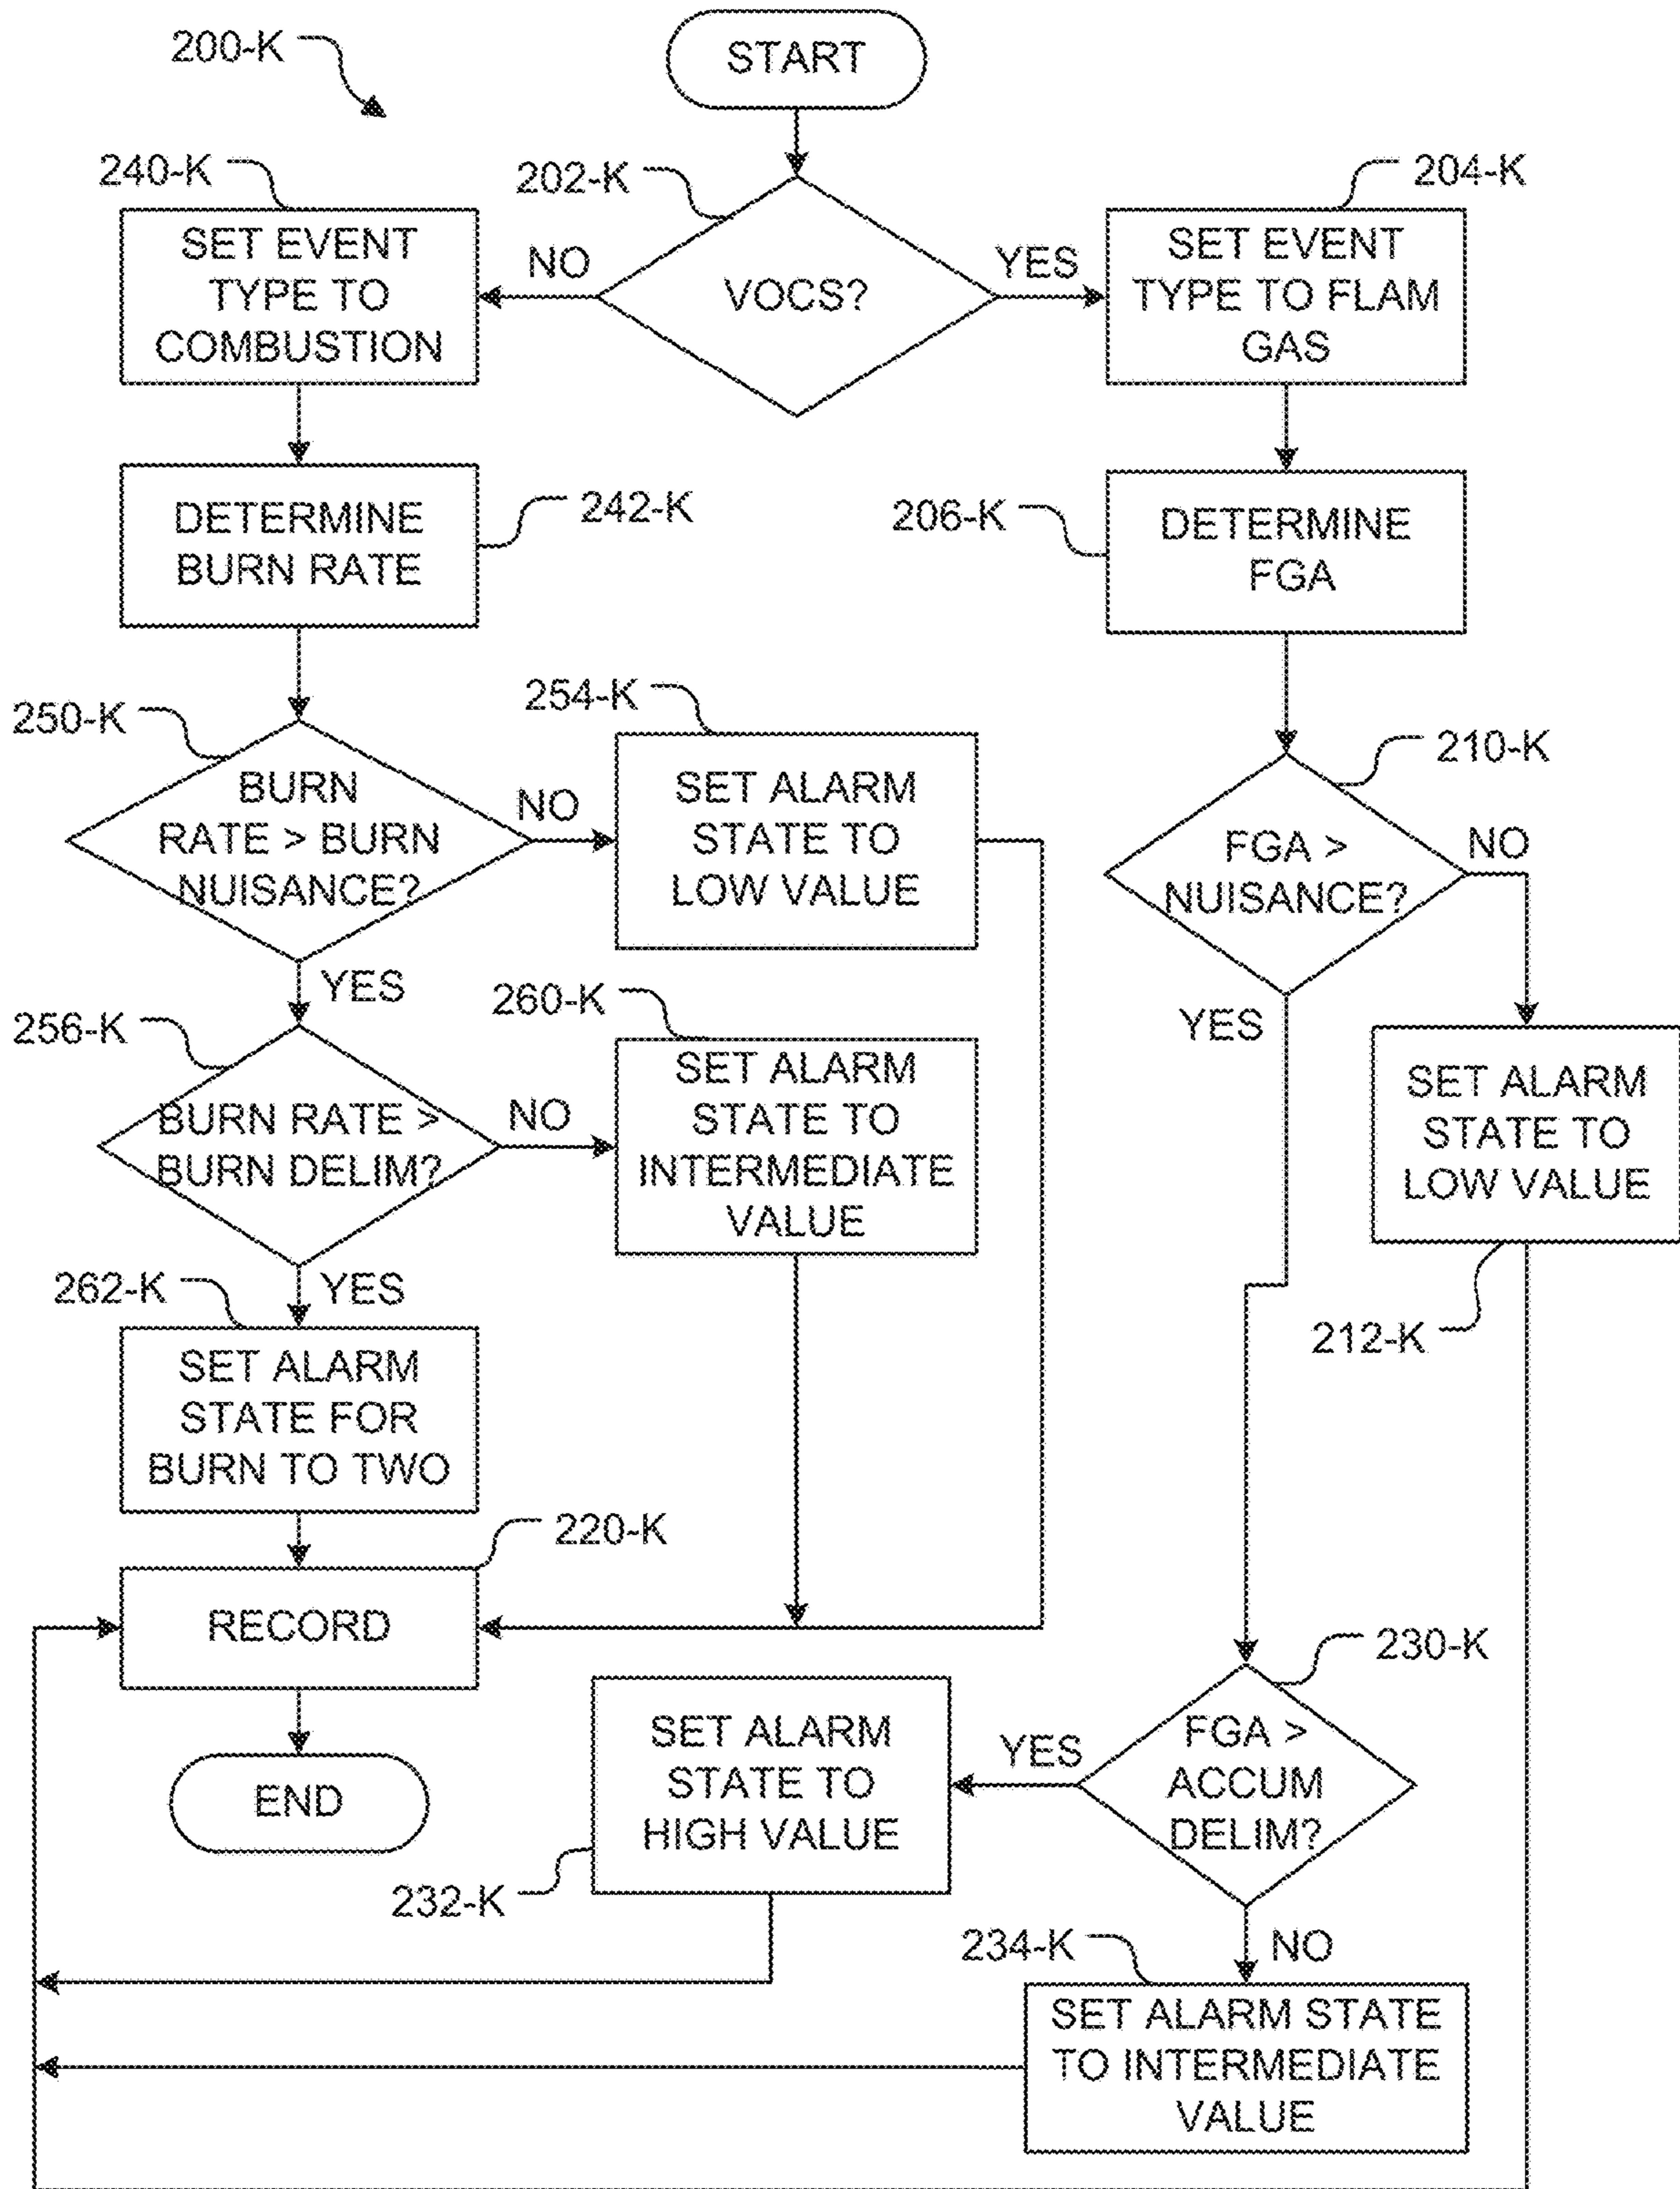 200-K
START
240-K
202-K
204-K
SET EVENT
TYPE TO
COMBUSTION
NO
VOCS?
YES
SET EVENT
TYPE TO FLAM
GAS
DETERMINE
BURN RATE
242-K
206-K
DETERMINE
FGA
250-K
254-K
210-K
BURN
RATE > BURN
NUISANCE?
NO
SET ALARM
STATE TO
LOW VALUE
FGA >
NUISANCE?
NO
YES
YES
256-K
260-K
BURN RATE >
BURN DELIM?
NO
SET ALARM
STATE TO
INTERMEDIATE
VALUE
SET ALARM
STATE TO
LOW VALUE
212-K
262-K
YES
SET ALARM
STATE FOR
BURN TO TWO
220-K
RECORD
230-K
END
SET ALARM
STATE TO
HIGH VALUE
YES
FGA >
ACCUM
DELIM?
232-K
234-K
NO
SET ALARM STATE
TO INTERMEDIATE
VALUE